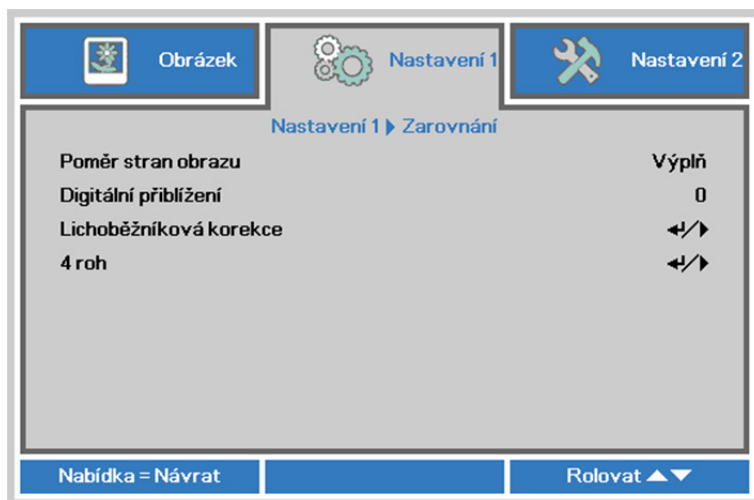 Obrázek
Nastavení 1
Nastavení 2
Nastavení 1 Zarovnání
Poměr stran obrazu Výplň
Digitální přiblížení 0
Lichoběžníková korekce ↵/▶
4 roh ↵/▶
Nabídka = Návrat Rolovat ▲▼